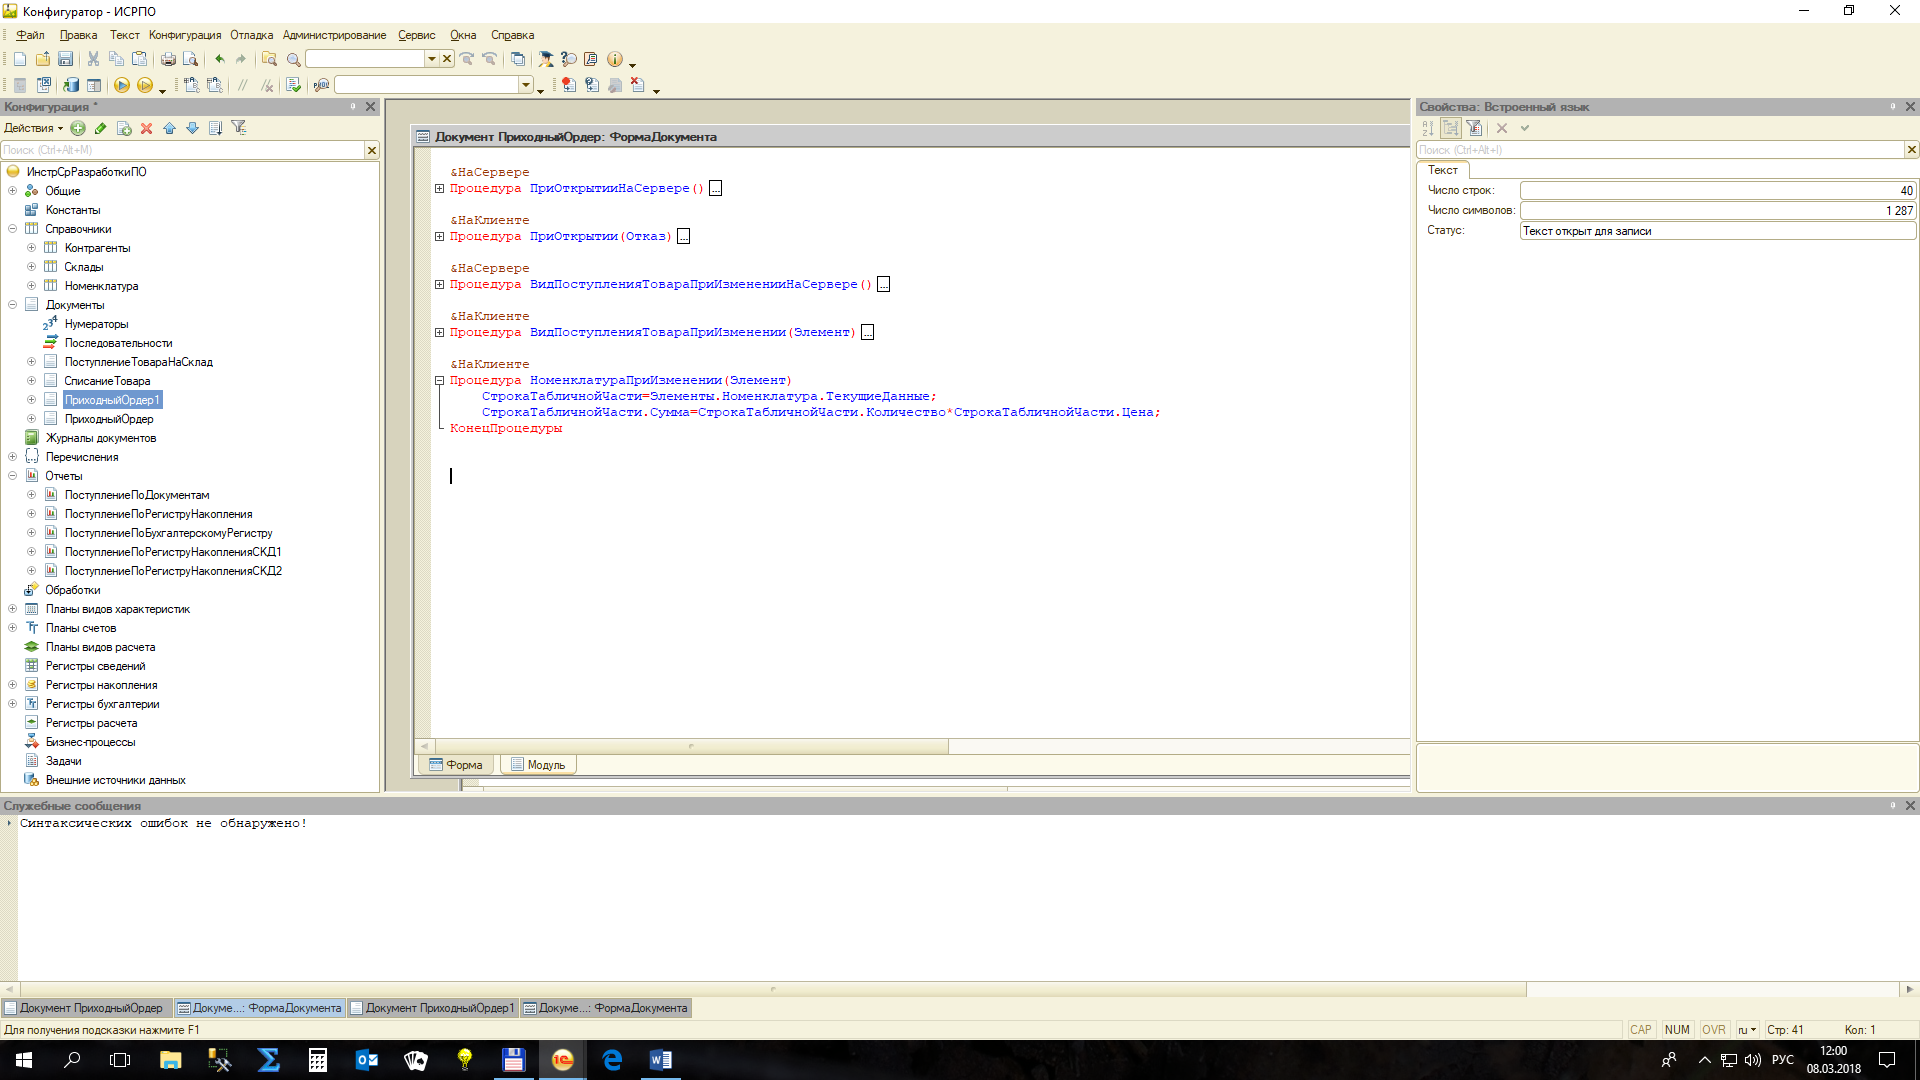 Конфигуратор - ИСРПО
Файл Правка Текст Конфигурация Отладка Администрирование Сервис Окна Справка
Конфигурация *
Действия
Поиск (Ctrl+Alt+M)
ИнстрСрРазработкиПО
Общие
Константы
Справочники
Контрагенты
Склады
Номенклатура
Документы
Нумераторы
Последовательности
ПоступлениеТовараНаСклад
СписаниеТовара
ПриходныйОрдер1
ПриходныйОрдер
Журналы документов
Перечисления
Отчеты
ПоступлениеПоДокументам
ПоступлениеПоРегиструНакопления
ПоступлениеПоБухгалтерскомуРегистру
ПоступлениеПоРегиструНакопленияСКД1
ПоступлениеПоРегиструНакопленияСКД2
Обработки
Планы видов характеристик
Планы счетов
Планы видов расчета
Регистры сведений
Регистры накопления
Регистры бухгалтерии
Регистры расчета
Бизнес-процессы
Задачи
Внешние источники данных
Документ ПриходныйОрдер: ФормаДокумента
&НаСервере
Процедура ПриОткрытииНаСервере() ...
&НаКлиенте
Процедура ПриОткрытии(Отказ) ...
&НаСервере
Процедура ВидПоступленияТовараПриИзмененииНаСервере() ...
&НаКлиенте
Процедура ВидПоступленияТовараПриИзменении(Элемент) ...
&НаКлиенте
Процедура НоменклатураПриИзменении(Элемент)
СтрокаТабличнойЧасти=Элементы.Номенклатура.ТекущиеДанные;
СтрокаТабличнойЧасти.Сумма=СтрокаТабличнойЧасти.Количество*СтрокаТабличнойЧасти.Цена;
КонецПроцедуры
Форма Модуль
Свойства: Встроенный язык
Поиск (Ctrl+Alt+I)
Текст
Число строк: 40
Число символов: 1 287
Статус: Текст открыт для записи
Служебные сообщения
Синтаксических ошибок не обнаружено!
Документ ПриходныйОрдер Докуме...: ФормаДокумента Документ ПриходныйОрдер1 Докуме...: ФормаДокумента
Для получения подсказки нажмите F1 CAP NUM OVR ru Стр: 41 Кол: 1
РУС 12:00
08.03.2018